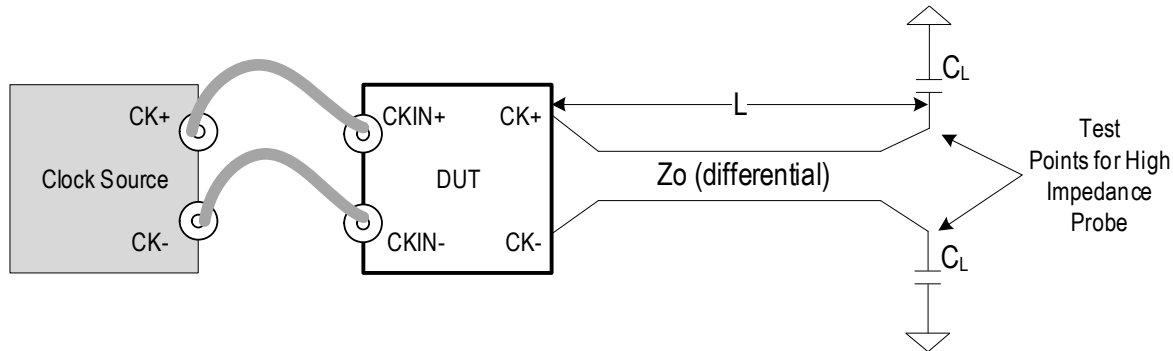 CK+
Clock Source
CK-
CKIN+
CK+
DUT
CKIN-
CK-
L
Zo (differential)
CL
CL
Test
Points for High
Impedance
Probe